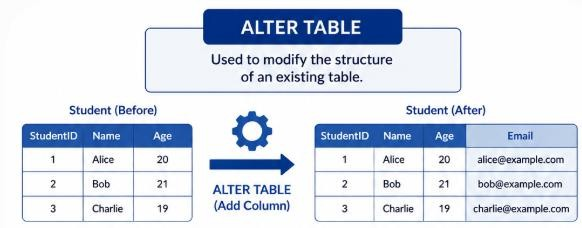 ALTER TABLE
Used to modify the structure
of an existing table.
Student (Before)
StudentID Name Age
1 Alice 20
2 Bob 21
3 Charlie 19
ALTER TABLE
(Add Column)
Student (After)
StudentID Name Age Email
1 Alice 20 alice@example.com
2 Bob 21 bob@example.com
3 Charlie 19 charlie@example.com